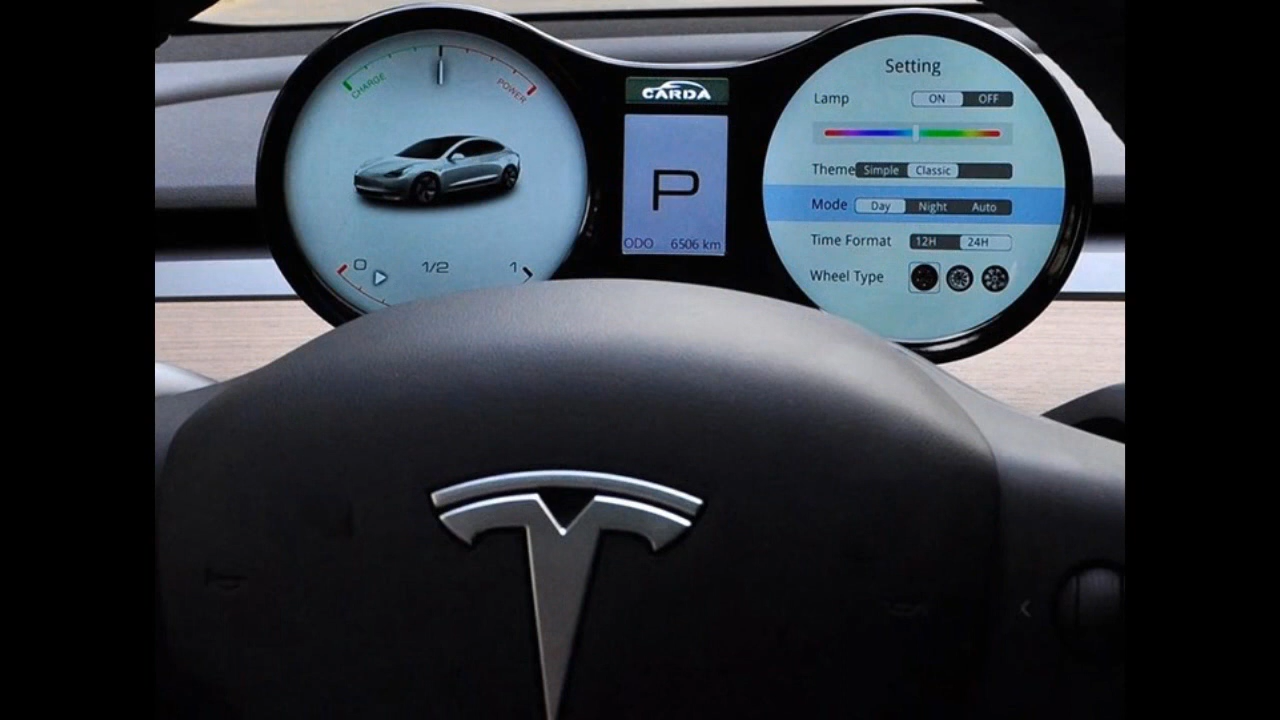 CHARGE
POWER
0 1/2 1
CARDA
P
ODO 6506 km
Setting
Lamp ON OFF
Theme Simple Classic
Mode Day Night Auto
Time Format 12H 24H
Wheel Type